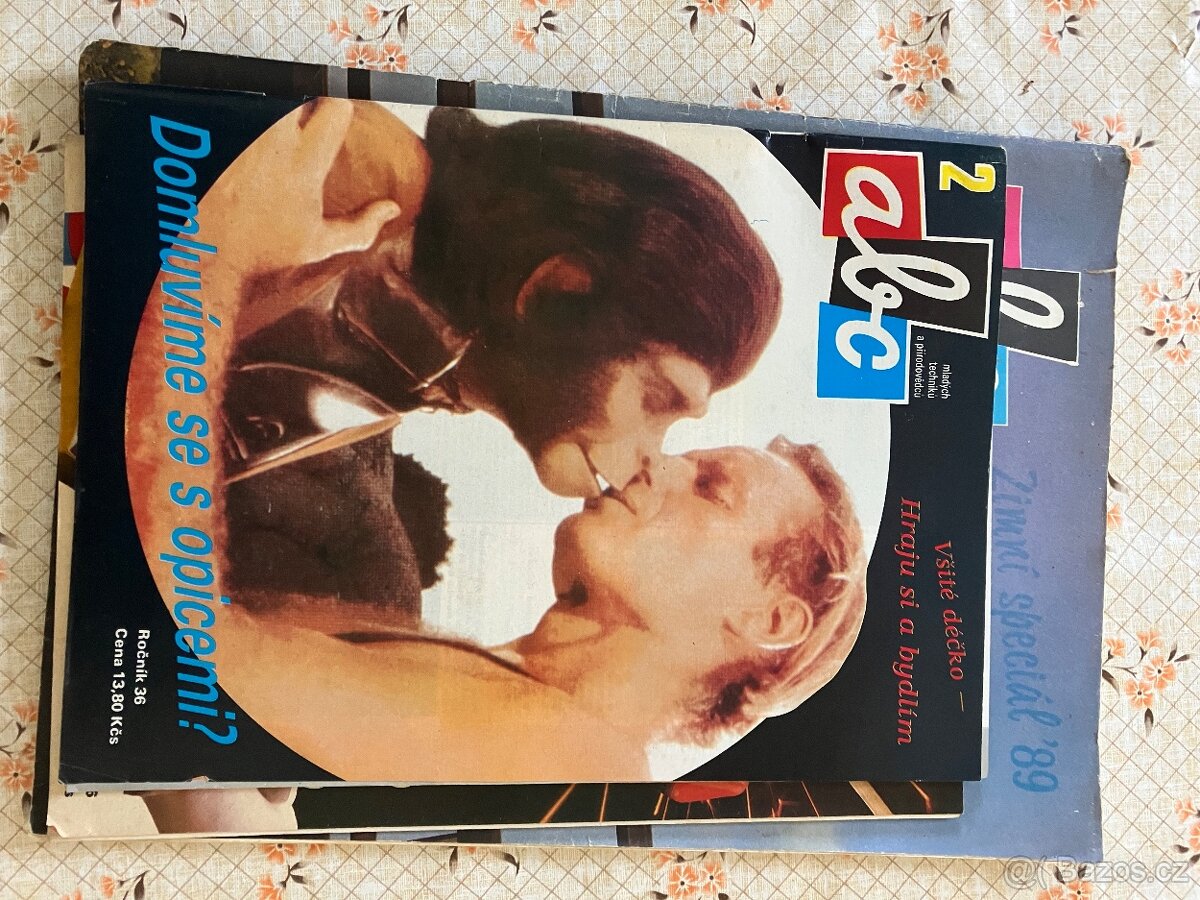 2
abc
mladých
techniků
a přírodovědců
Všité déčko –
Hraju si a bydlím
Domluvíme se s opicemi?
Ročník 36
Cena 13,80 Kčs
Zimní speciál '89
@ Bezos.cz